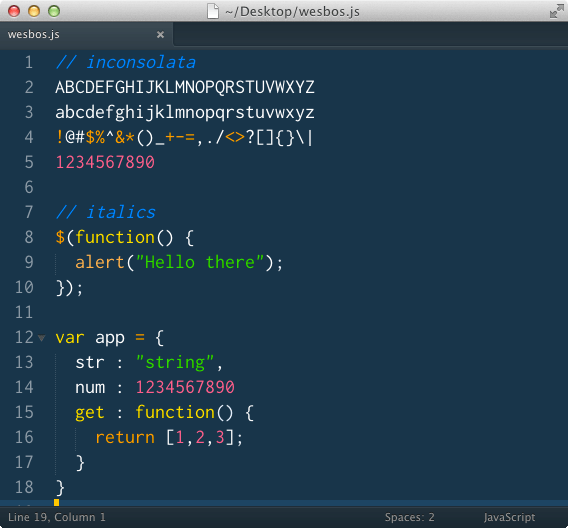 ~/Desktop/wesbos.js
wesbos.js ×
1 // inconsolata
2 ABCDEFGHIJKLMNOPQRSTUVWXYZ
3 abcdefghijklmnopqrstuvwxyz
4 !@#$%^&*()_+-=,./<>?[]{}\|
5 1234567890
6
7 // italics
8 $(function() {
9   alert("Hello there");
10 });
11
12 var app = {
13   str : "string",
14   num : 1234567890
15   get : function() {
16     return [1,2,3];
17   }
18 }
Line 19, Column 1 Spaces: 2 JavaScript